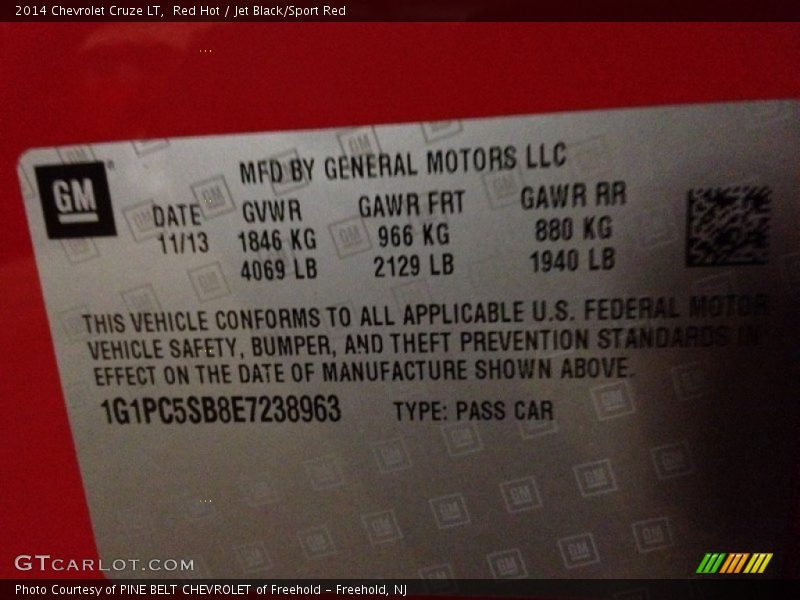 2014 Chevrolet Cruze LT, Red Hot / Jet Black/Sport Red
MFD BY GENERAL MOTORS LLC
GM
DATE GVWR GAWR FRT GAWR RR
11/13 1846 KG 966 KG 880 KG
4069 LB 2129 LB 1940 LB
THIS VEHICLE CONFORMS TO ALL APPLICABLE U.S. FEDERAL MOTOR
VEHICLE SAFETY, BUMPER, AND THEFT PREVENTION STANDARDS IN
EFFECT ON THE DATE OF MANUFACTURE SHOWN ABOVE.
1G1PC5SB8E7238963 TYPE: PASS CAR
GTCARLOT.COM
Photo Courtesy of PINE BELT CHEVROLET of Freehold - Freehold, NJ